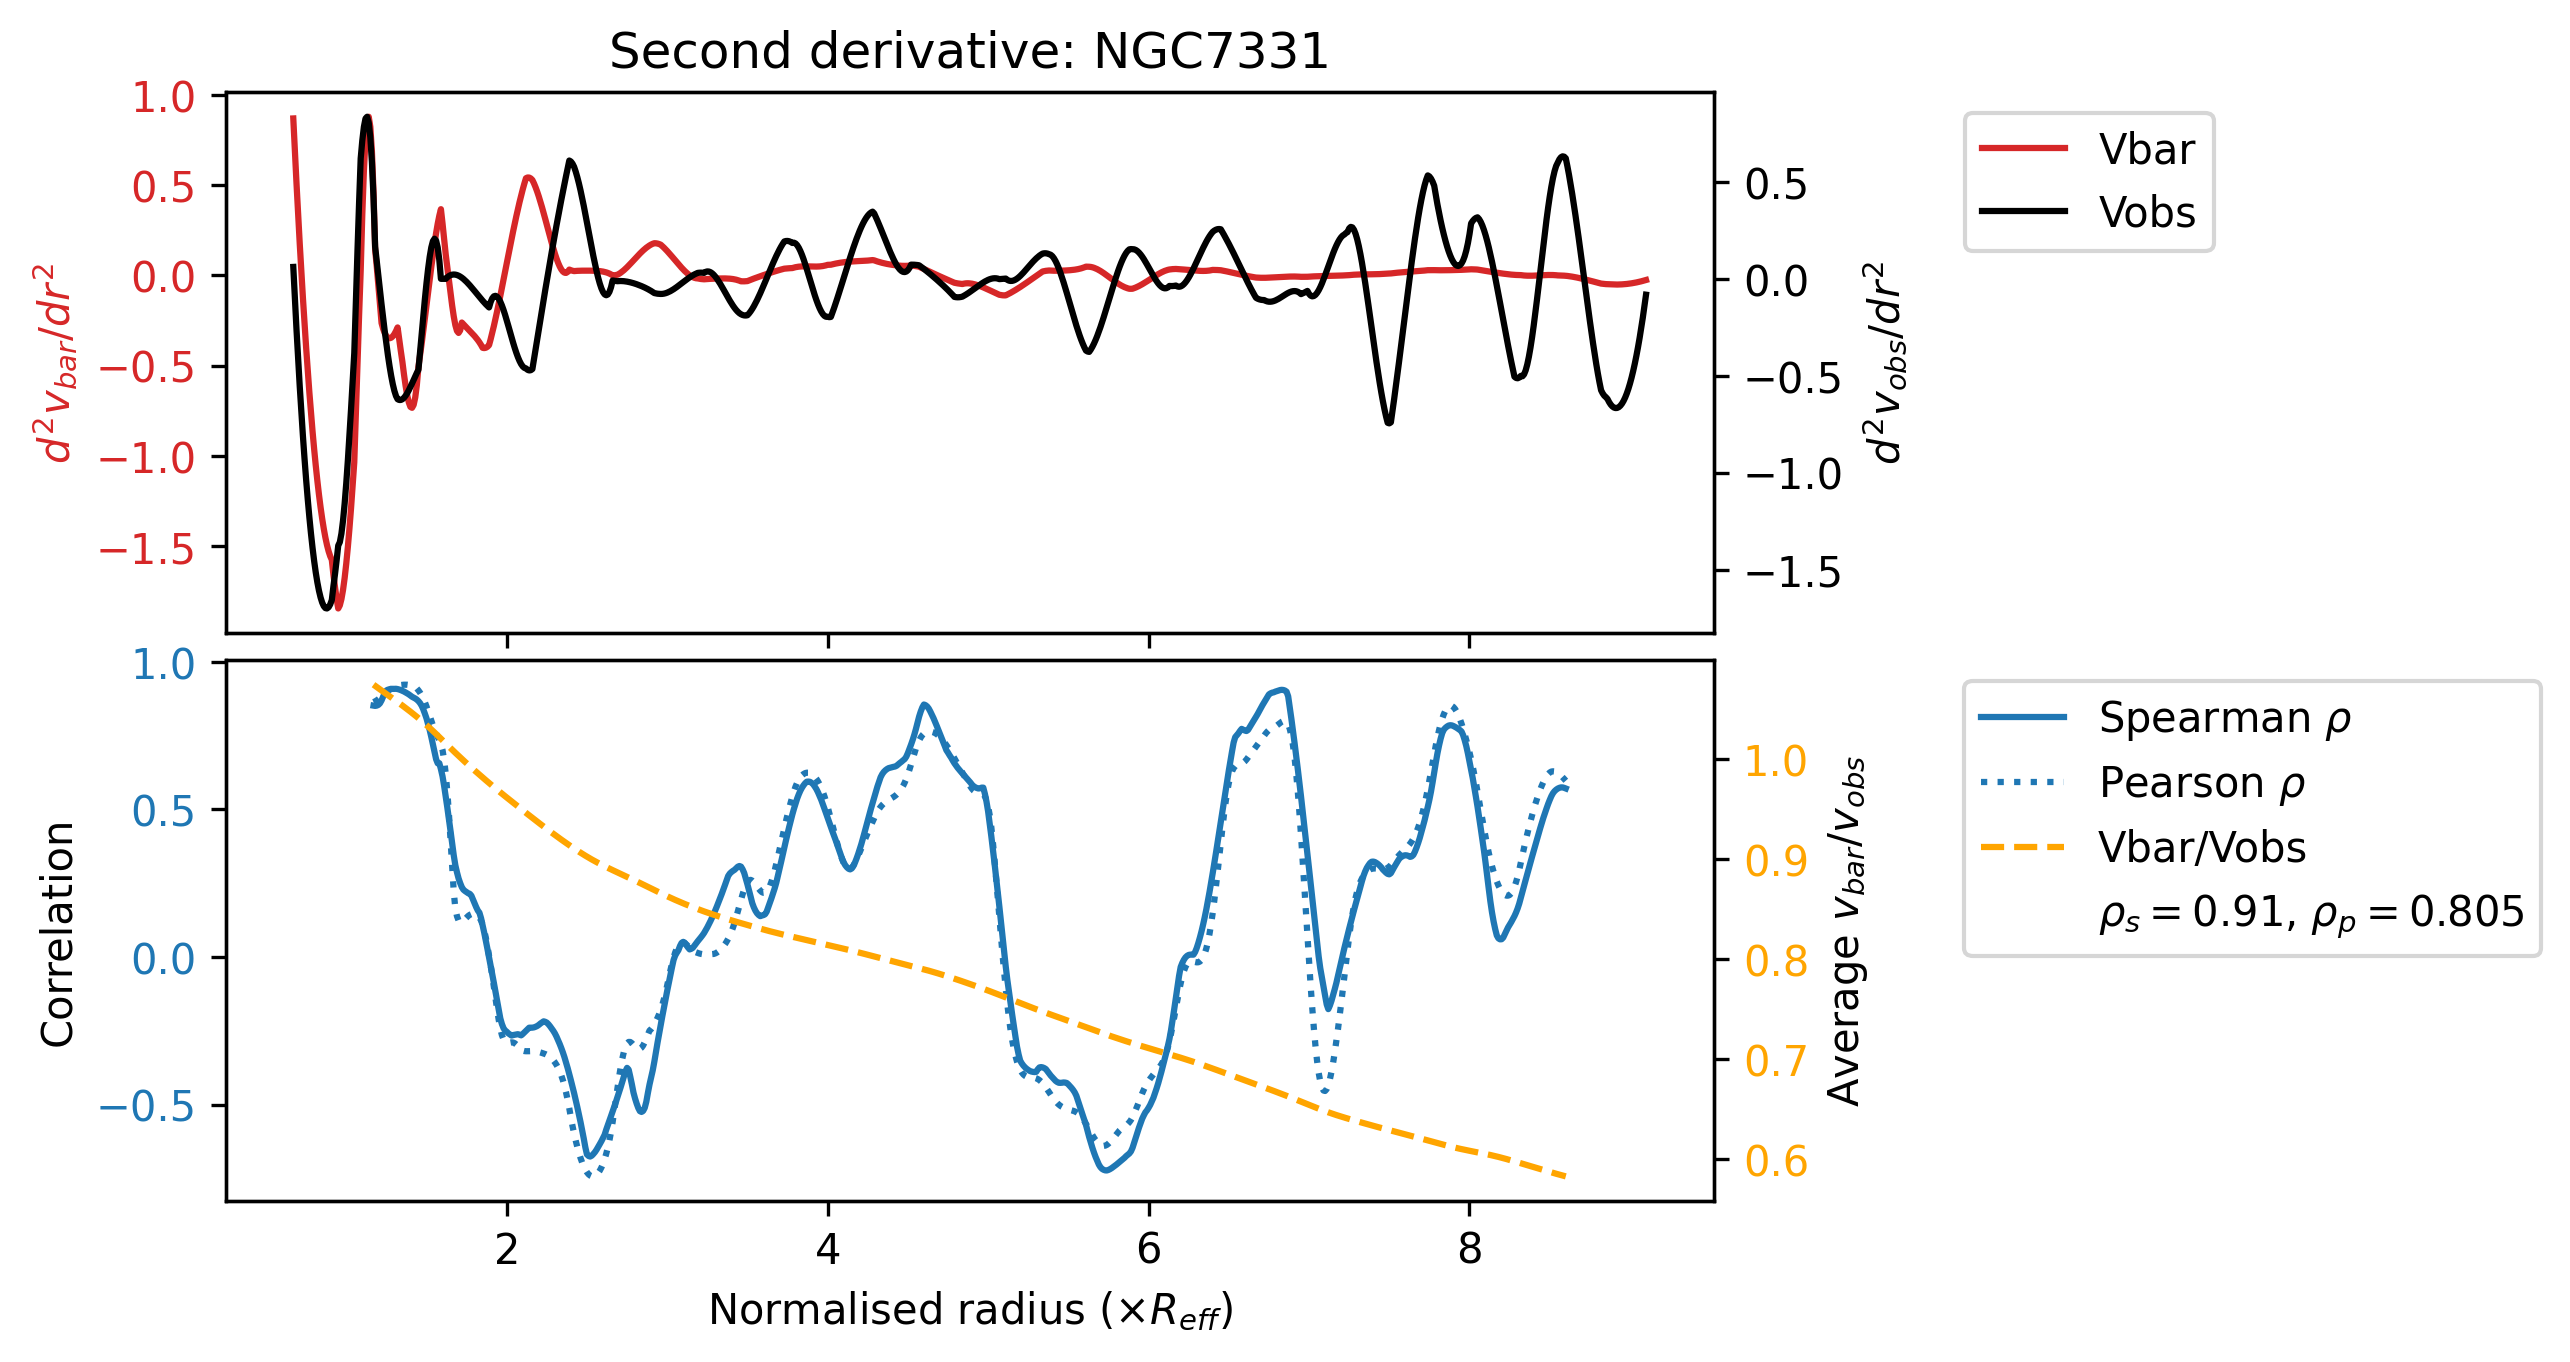 Second derivative: NGC7331
1.0
0.5
0.0
−0.5
−1.0
−1.5
d²v_bar/dr²
0.5
0.0
−0.5
−1.0
−1.5
d²v_obs/dr²
Vbar
Vobs
1.0
0.5
0.0
−0.5
Correlation
1.0
0.9
0.8
0.7
0.6
Average v_bar/v_obs
Spearman ρ
Pearson ρ
Vbar/Vobs
ρ_s = 0.91, ρ_p = 0.805
2 4 6 8
Normalised radius (×R_eff)